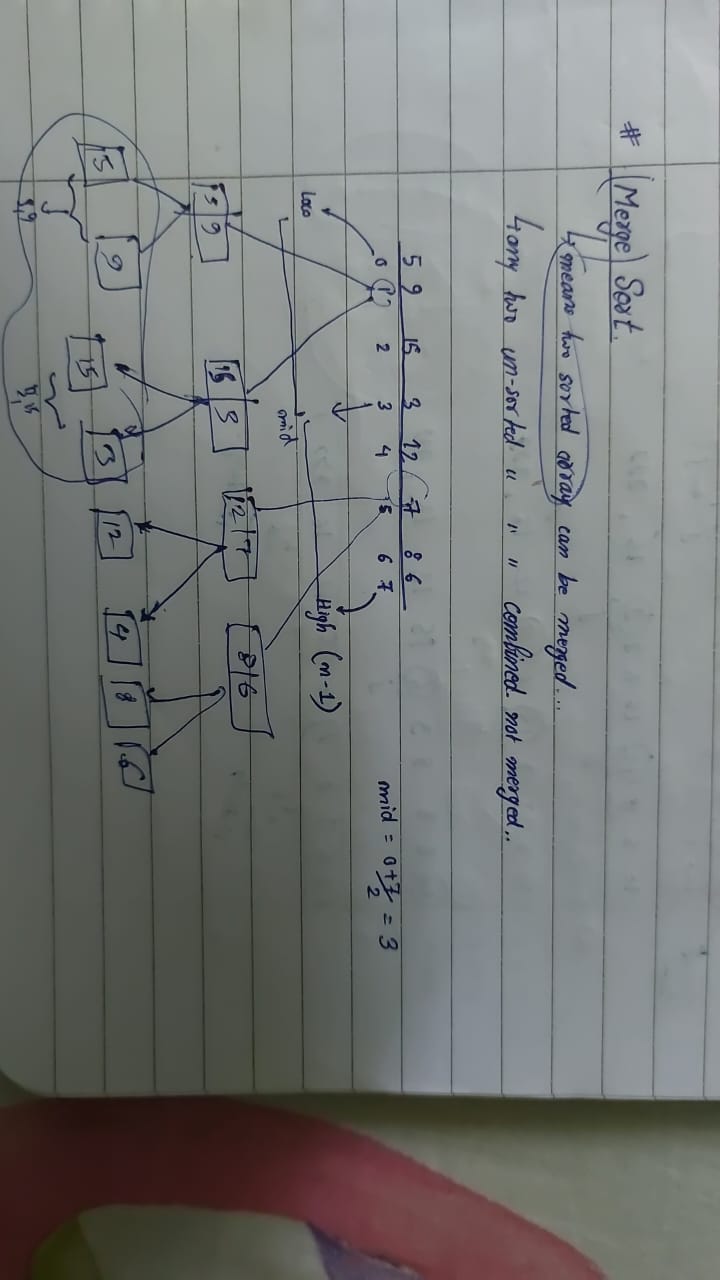 # (Merge) Sort.
↳ means two sorted array can be merged...
↳ any two un-sorted " " " combined not merged..
5 9 15 3 12 7 8 6
0 1 2 3 4 5 6 7
mid = 0+7/2 = 3
Low
mid
High (n-1)
5 9
15 3
12 7
8 6
5 9 15 3 12 4 8 6
5,9